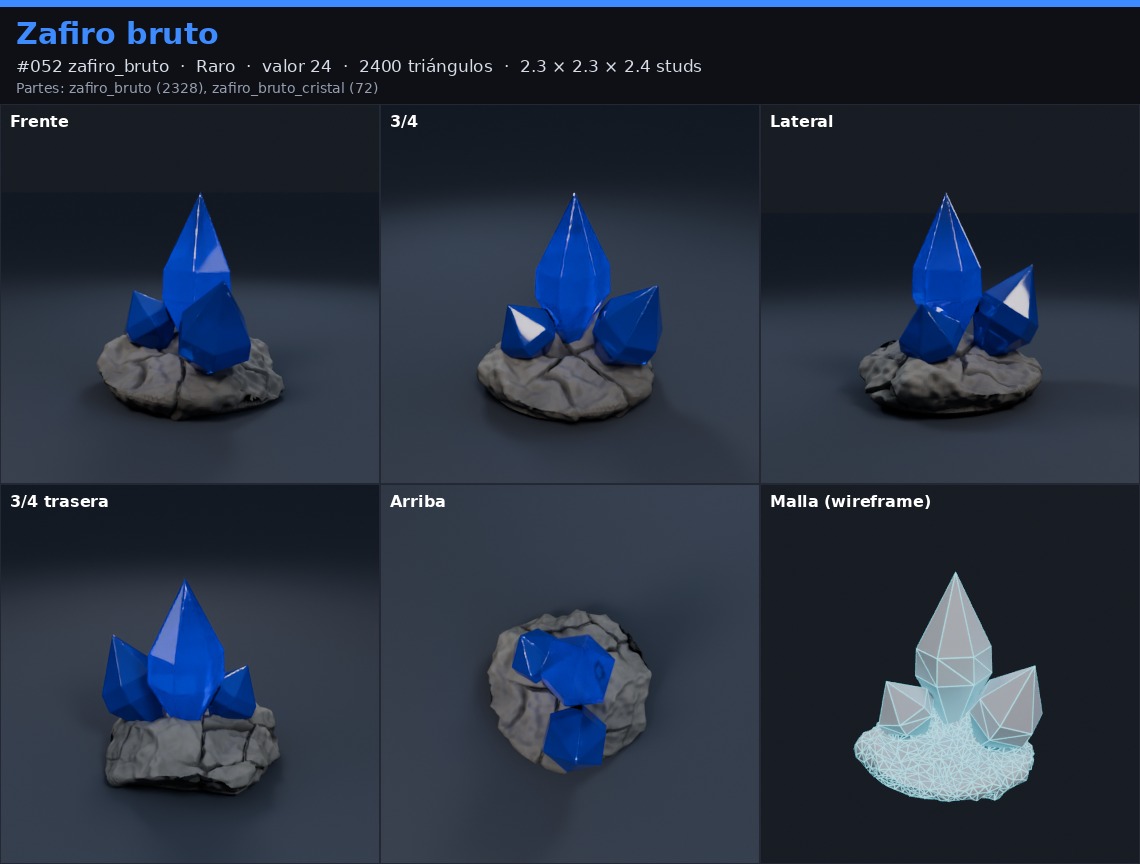 Zafiro bruto
#052 zafiro_bruto · Raro · valor 24 · 2400 triángulos · 2.3 × 2.3 × 2.4 studs
Partes: zafiro_bruto (2328), zafiro_bruto_cristal (72)
Frente
3/4
Lateral
3/4 trasera
Arriba
Malla (wireframe)